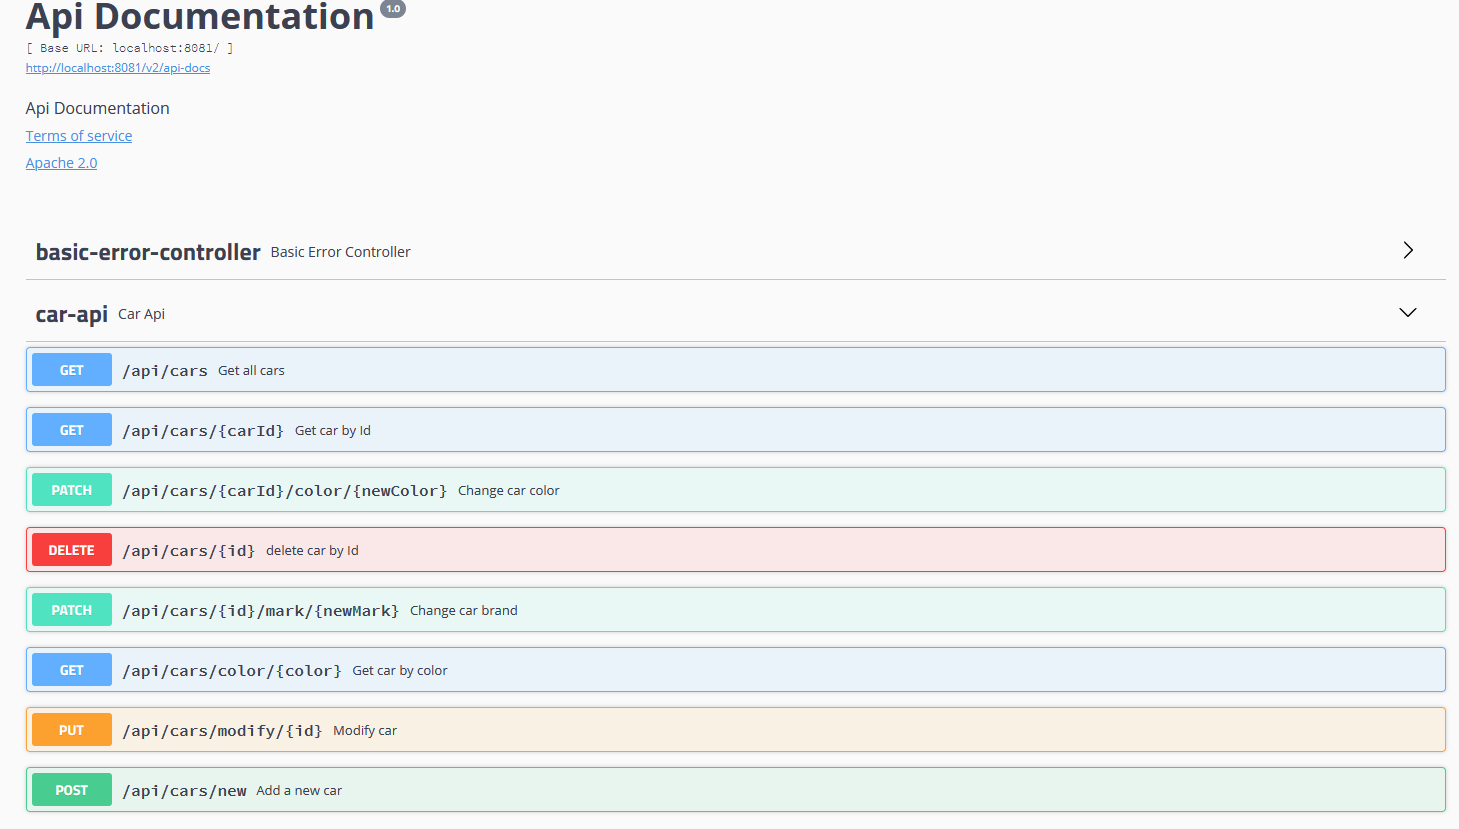 Api Documentation 1.0
[ Base URL: localhost:8081/ ]
http://localhost:8081/v2/api-docs
Api Documentation
Terms of service
Apache 2.0
basic-error-controller Basic Error Controller
car-api Car Api
GET /api/cars Get all cars
GET /api/cars/{carId} Get car by Id
PATCH /api/cars/{carId}/color/{newColor} Change car color
DELETE /api/cars/{id} delete car by Id
PATCH /api/cars/{id}/mark/{newMark} Change car brand
GET /api/cars/color/{color} Get car by color
PUT /api/cars/modify/{id} Modify car
POST /api/cars/new Add a new car